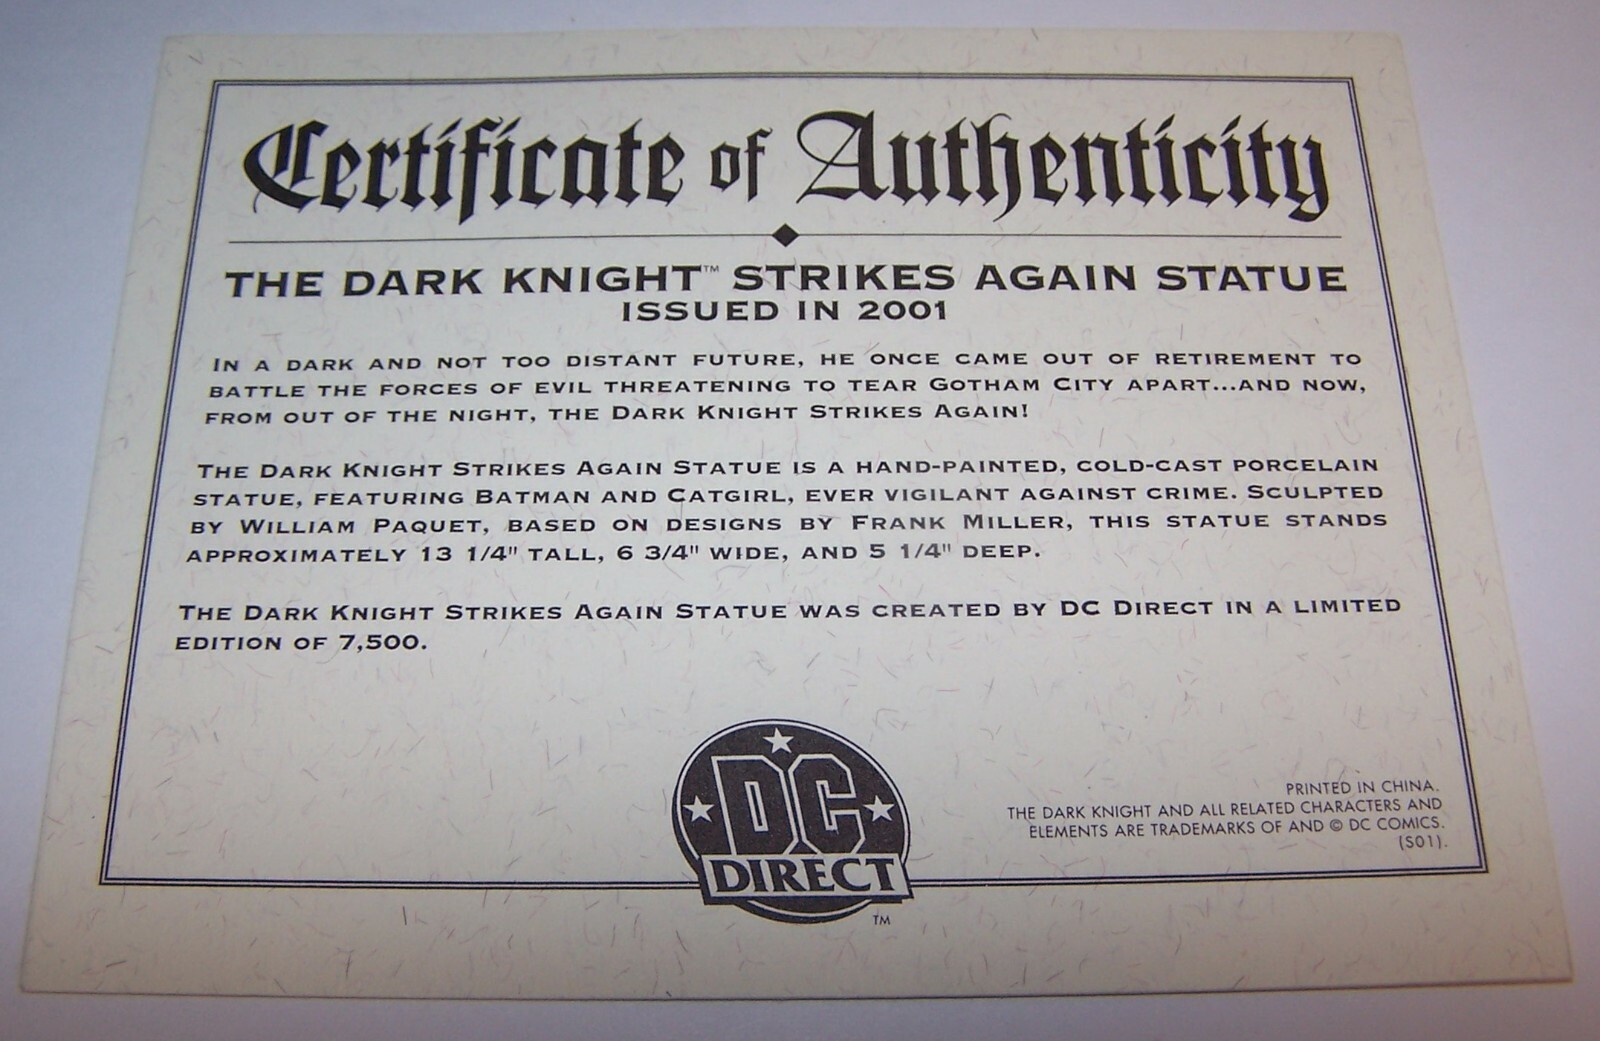 Certificate of Authenticity
THE DARK KNIGHT™ STRIKES AGAIN STATUE
ISSUED IN 2001
IN A DARK AND NOT TOO DISTANT FUTURE, HE ONCE CAME OUT OF RETIREMENT TO
BATTLE THE FORCES OF EVIL THREATENING TO TEAR GOTHAM CITY APART...AND NOW,
FROM OUT OF THE NIGHT, THE DARK KNIGHT STRIKES AGAIN!
THE DARK KNIGHT STRIKES AGAIN STATUE IS A HAND-PAINTED, COLD-CAST PORCELAIN
STATUE, FEATURING BATMAN AND CATGIRL, EVER VIGILANT AGAINST CRIME. SCULPTED
BY WILLIAM PAQUET, BASED ON DESIGNS BY FRANK MILLER, THIS STATUE STANDS
APPROXIMATELY 13 1/4" TALL, 6 3/4" WIDE, AND 5 1/4" DEEP.
THE DARK KNIGHT STRIKES AGAIN STATUE WAS CREATED BY DC DIRECT IN A LIMITED
EDITION OF 7,500.
DC
DIRECT
TM
PRINTED IN CHINA.
THE DARK KNIGHT AND ALL RELATED CHARACTERS AND
ELEMENTS ARE TRADEMARKS OF AND © DC COMICS.
(S01).